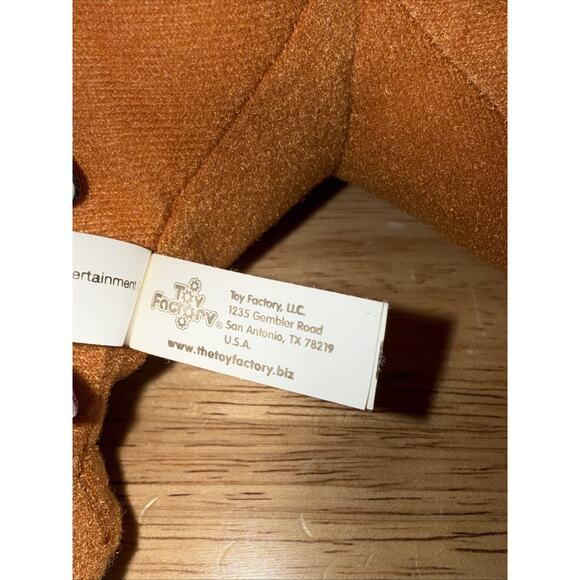 ertainment.
Toy
Factory®
Toy Factory, LLC.
1235 Gembler Road
San Antonio, TX 78219
U.S.A.
www.thetoyfactory.biz